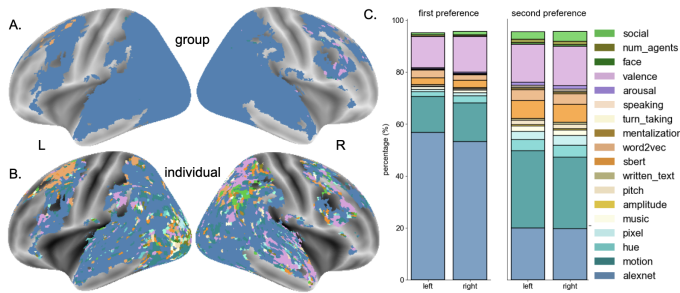 A.
group
L
R
B.
individual
C.
first preference
second preference
percentage (%)
100
80
60
40
20
0
left
right
left
right
social
num_agents
face
valence
arousal
speaking
turn_taking
mentalization
word2vec
sbert
written_text
pitch
amplitude
music
pixel
hue
motion
alexnet